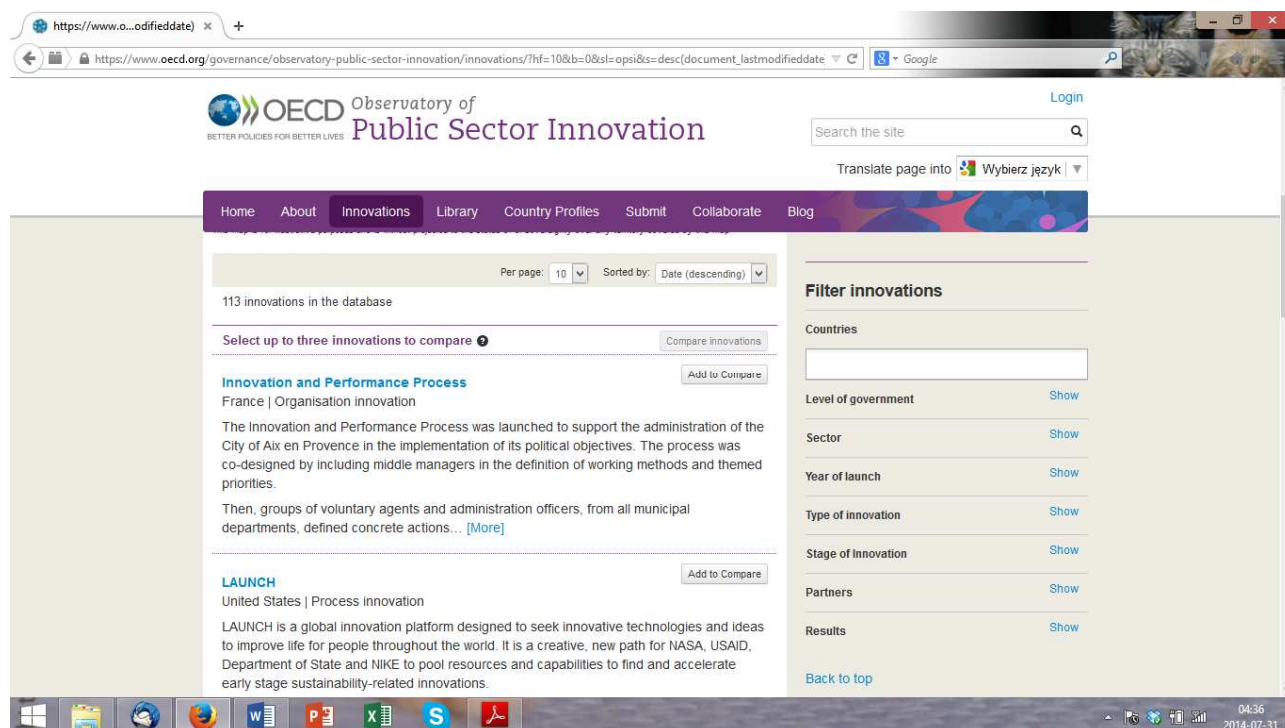 https://www.o...odifieddate) × +
https://www.oecd.org/governance/observatory-public-sector-innovation/innovations/?hf=10&b=0&sl=opsi&s=desc(document_lastmodifieddate
Google
OECD
BETTER POLICIES FOR BETTER LIVES
Observatory of
Public Sector Innovation
Login
Search the site
Translate page into Wybierz język
Home About Innovations Library Country Profiles Submit Collaborate Blog
Per page: 10 Sorted by: Date (descending)
113 innovations in the database
Select up to three innovations to compare
Compare innovations
Innovation and Performance Process
Add to Compare
France | Organisation innovation
The Innovation and Performance Process was launched to support the administration of the
City of Aix en Provence in the implementation of its political objectives. The process was
co-designed by including middle managers in the definition of working methods and themed
priorities.
Then, groups of voluntary agents and administration officers, from all municipal
departments, defined concrete actions… [More]
LAUNCH
Add to Compare
United States | Process innovation
LAUNCH is a global innovation platform designed to seek innovative technologies and ideas
to improve life for people throughout the world. It is a creative, new path for NASA, USAID,
Department of State and NIKE to pool resources and capabilities to find and accelerate
early stage sustainability-related innovations.
Filter innovations
Countries
Level of government Show
Sector Show
Year of launch Show
Type of innovation Show
Stage of Innovation Show
Partners Show
Results Show
Back to top
04:36
2014-07-31